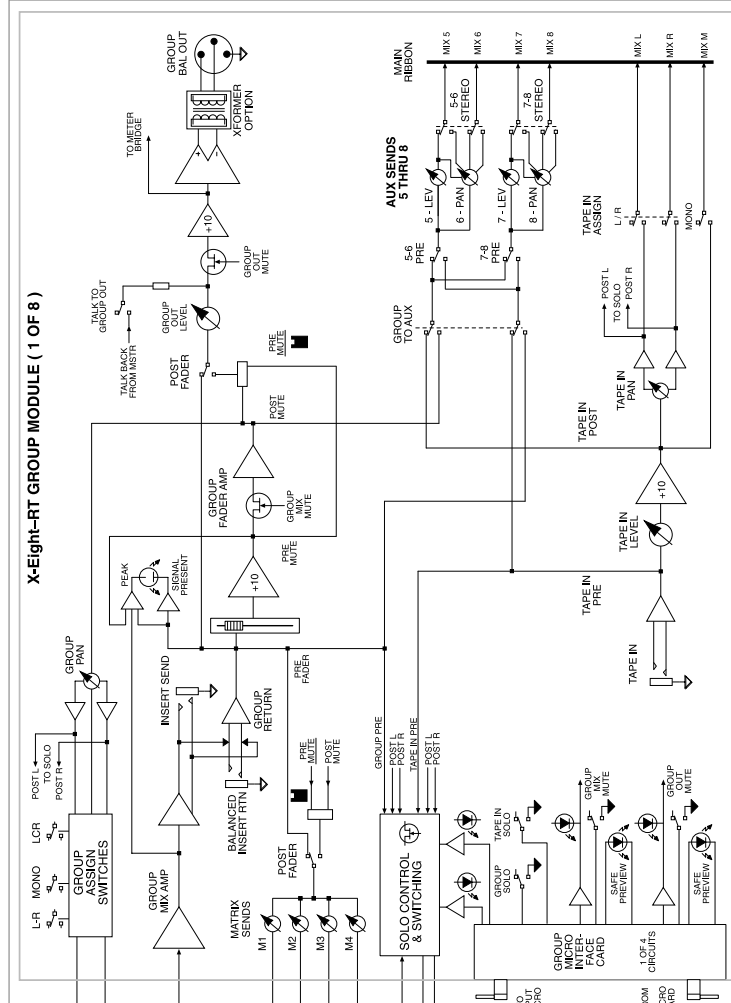 X-Eight–RT GROUP MODULE ( 1 OF 8 )
GROUP
BAL OUT
XFORMER
OPTION
TO METER
BRIDGE
+
–
+10
GROUP
OUT
MUTE
TALK TO
GROUP OUT
TALK BACK
FROM MSTR
GROUP
OUT
LEVEL
POST
FADER
PRE
MUTE
POST
MUTE
GROUP
FADER AMP
GROUP
MIX
MUTE
PRE
MUTE
+10
PEAK
SIGNAL
PRESENT
PRE
FADER
GROUP
PAN
INSERT SEND
GROUP
RETURN
BALANCED
INSERT RTN
POST L
TO SOLO
POST R
LCR
MONO
L-R
GROUP
ASSIGN
SWITCHES
GROUP
MIX AMP
PRE
MUTE
POST
MUTE
POST
FADER
MATRIX
SENDS
M1
M2
M3
M4
MAIN
RIBBON
MIX 5
MIX 6
MIX 7
MIX 8
MIX L
MIX R
MIX M
5-6
STEREO
7-8
STEREO
AUX SENDS
5 THRU 8
5 - LEV
6 - PAN
7 - LEV
8 - PAN
5-6
PRE
7-8
PRE
GROUP
TO AUX
TAPE IN
ASSIGN
L / R
MONO
POST L
TO SOLO
POST R
TAPE IN
PAN
TAPE IN
POST
+10
TAPE IN
LEVEL
TAPE IN
PRE
TAPE IN
GROUP PRE
POST L
POST R
TAPE IN PRE
POST L
POST R
SOLO CONTROL
& SWITCHING
TAPE IN
SOLO
GROUP
SOLO
GROUP
MIX
MUTE
SAFE
PREVIEW
GROUP
OUT
MUTE
SAFE
PREVIEW
GROUP
MICRO
INTER-
FACE
CARD
1 OF 4
CIRCUITS